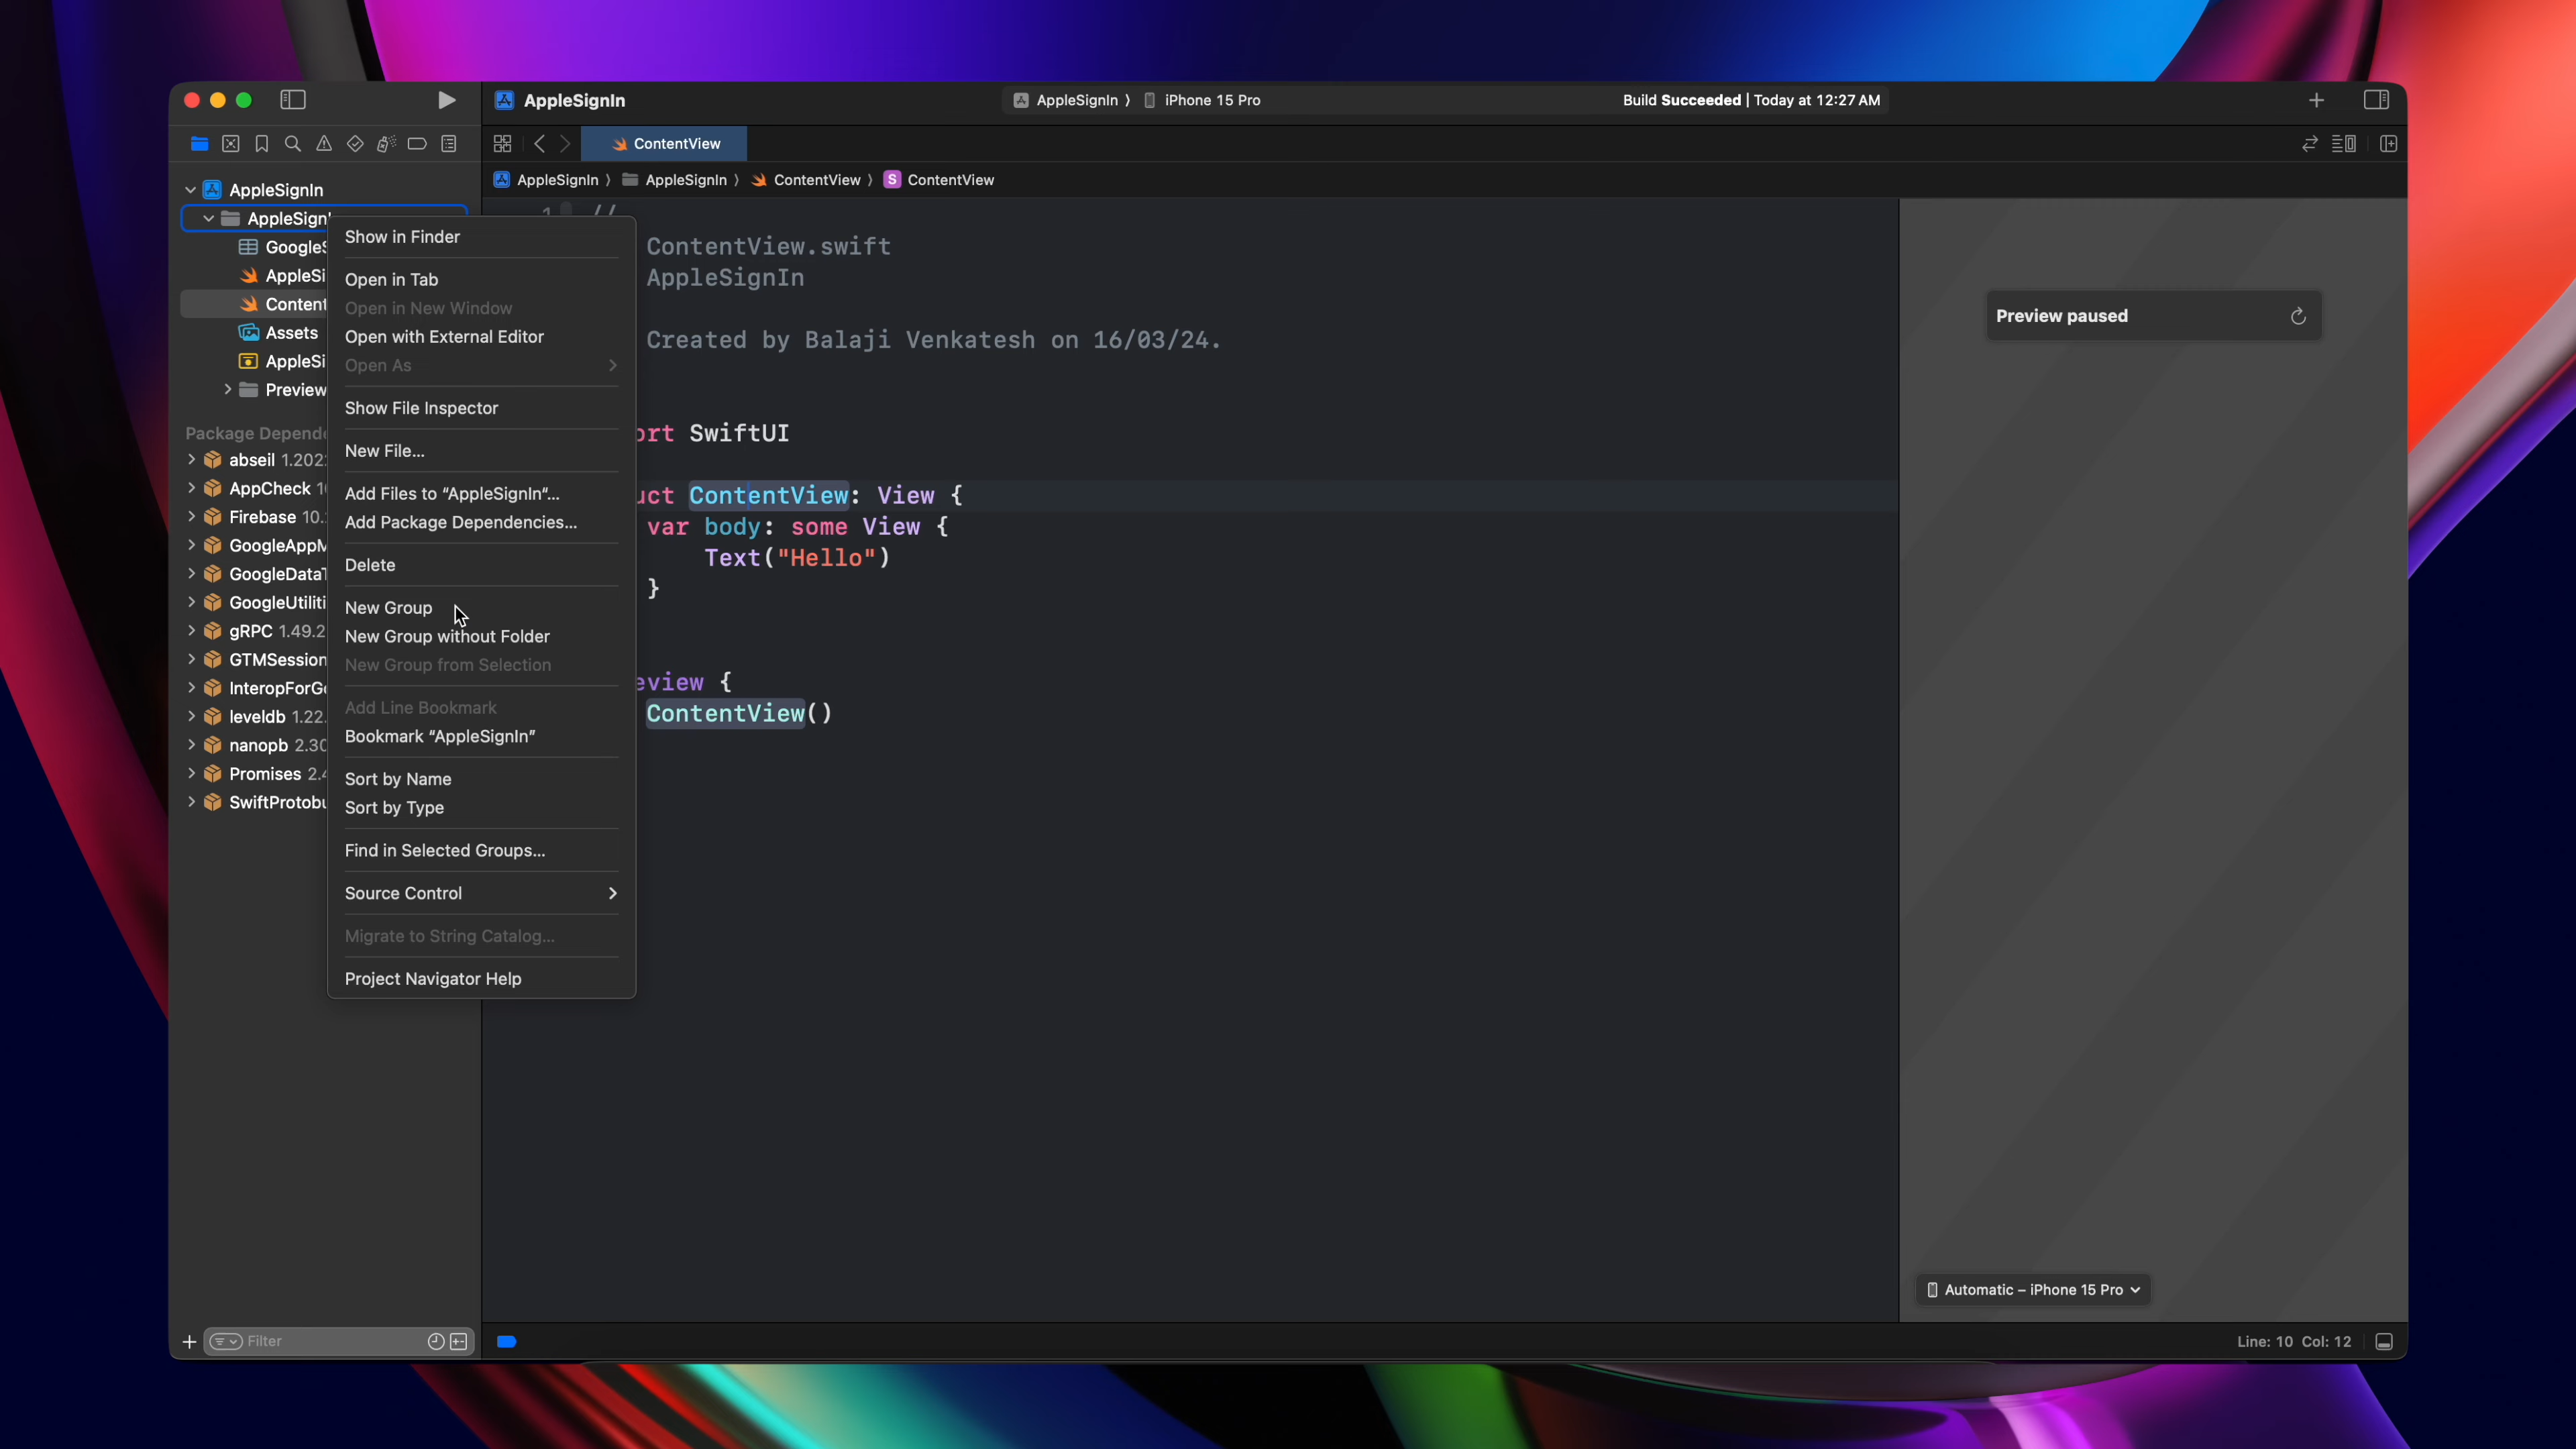 AppleSignIn
AppleSignIn 〉 iPhone 15 Pro
Build Succeeded | Today at 12:27 AM
ContentView
AppleSignIn 〉 AppleSignIn 〉 ContentView 〉 S ContentView
AppleSignIn
Assets
Preview
abseil
AppCheck
Firebase
gRPC 1.49.2
leveldb 1.22.
nanopb
Promises
Filter
Show in Finder
Open in Tab
Open in New Window
Open with External Editor
Open As
Show File Inspector
New File...
Add Files to “AppleSignIn“...
Add Package Dependencies...
Delete
New Group
New Group without Folder
New Group from Selection
Add Line Bookmark
Bookmark “AppleSignIn”
Sort by Name
Sort by Type
Find in Selected Groups...
Source Control
Migrate to String Catalog...
Project Navigator Help
//
ContentView.swift
AppleSignIn
Created by Balaji Venkatesh on 16/03/24.
SwiftUI
ContentView: View {
var body: some View {
Text("Hello")
}
{
ContentView()
Preview paused
Automatic – iPhone 15 Pro
Line: 10 Col: 12